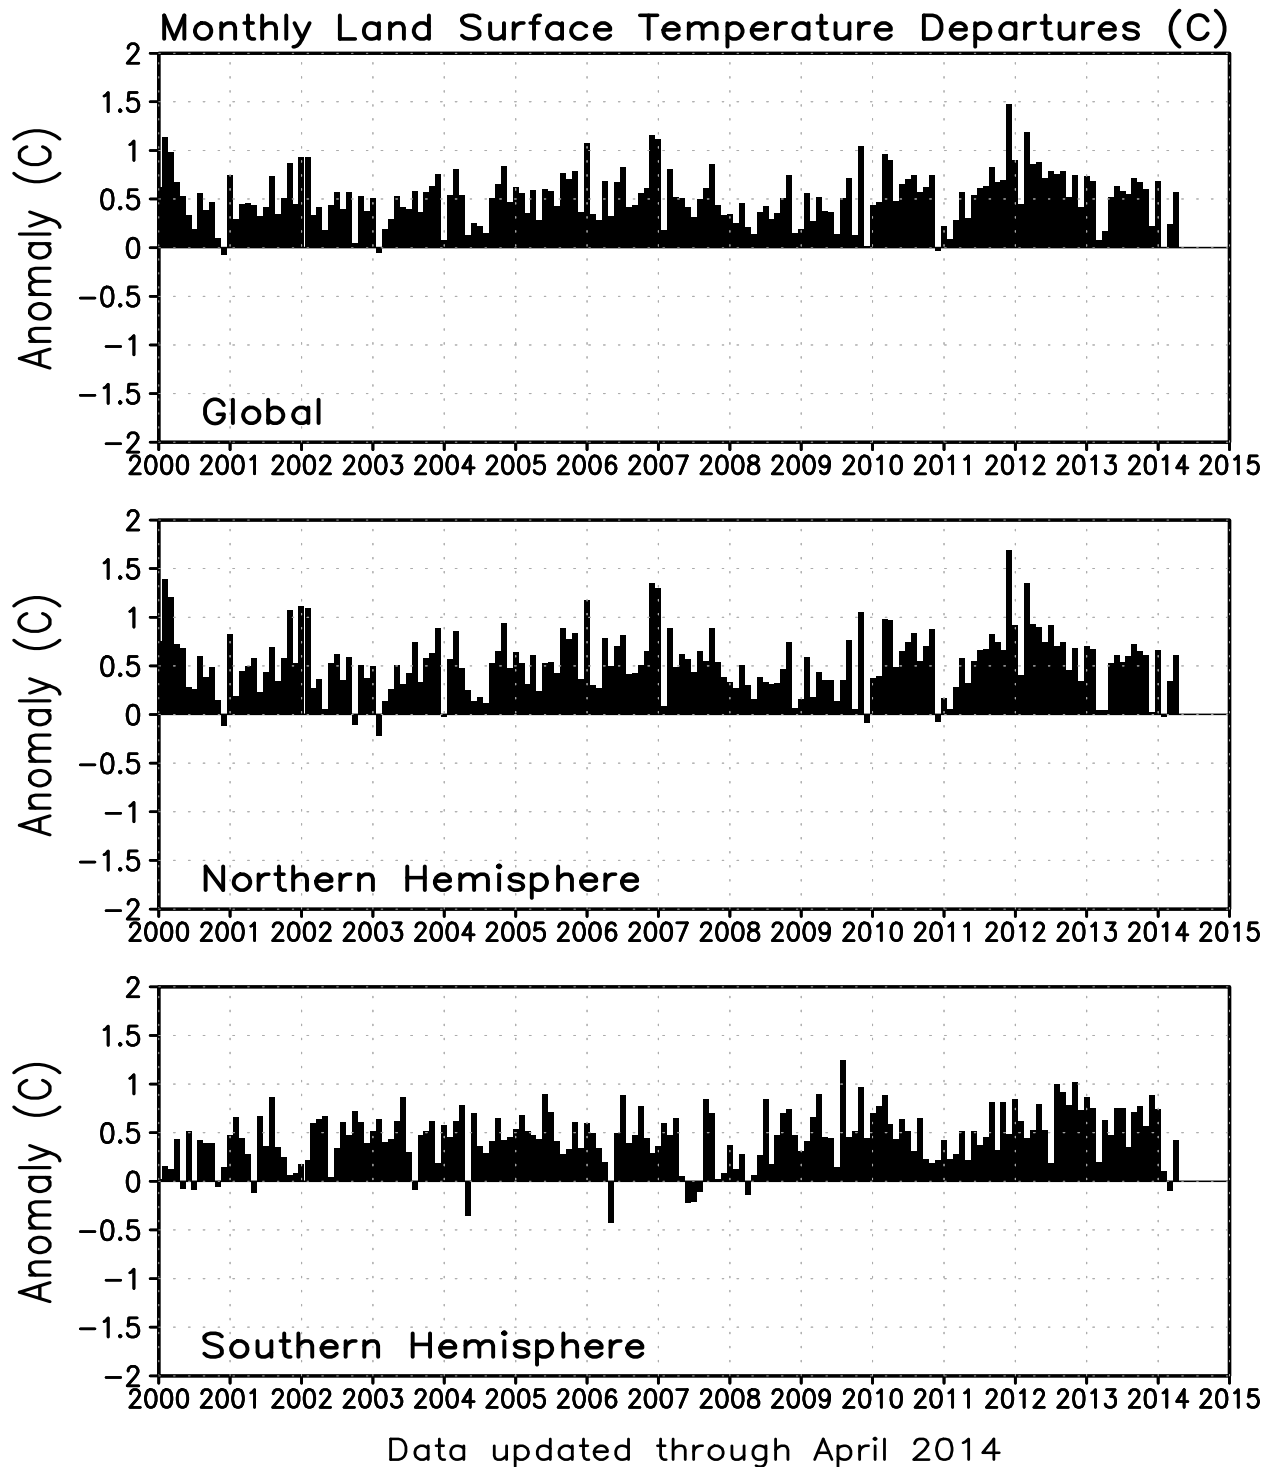 Monthly Land Surface Temperature Departures (C)
2
1.5
1
0.5
0
−0.5
−1
−1.5
−2
Anomaly (C)
Global
2000 2001 2002 2003 2004 2005 2006 2007 2008 2009 2010 2011 2012 2013 2014 2015
2
1.5
1
0.5
0
−0.5
−1
−1.5
−2
Anomaly (C)
Northern Hemisphere
2000 2001 2002 2003 2004 2005 2006 2007 2008 2009 2010 2011 2012 2013 2014 2015
2
1.5
1
0.5
0
−0.5
−1
−1.5
−2
Anomaly (C)
Southern Hemisphere
2000 2001 2002 2003 2004 2005 2006 2007 2008 2009 2010 2011 2012 2013 2014 2015
Data updated through April 2014